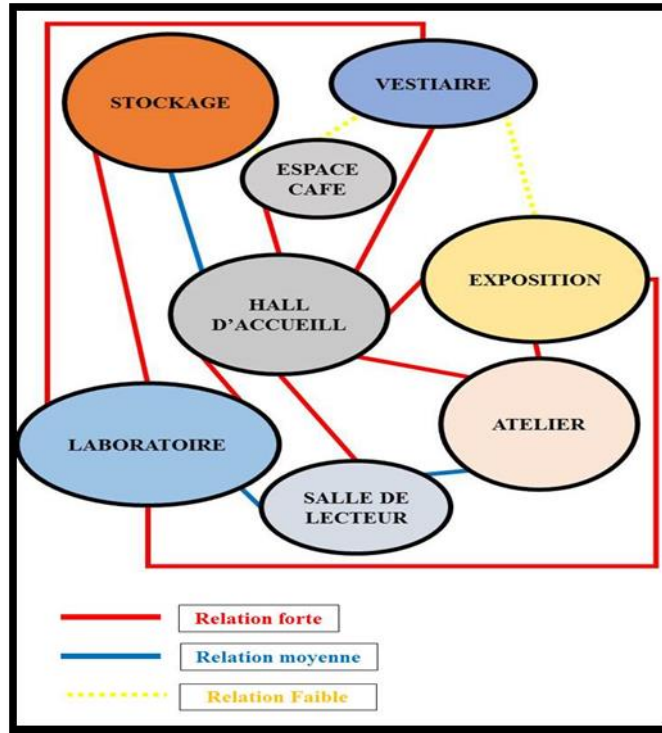 STOCKAGE
VESTIAIRE
ESPACE
CAFE
EXPOSITION
HALL
D'ACCUEILL
ATELIER
LABORATOIRE
SALLE DE
LECTEUR
Relation forte
Relation moyenne
Relation Faible